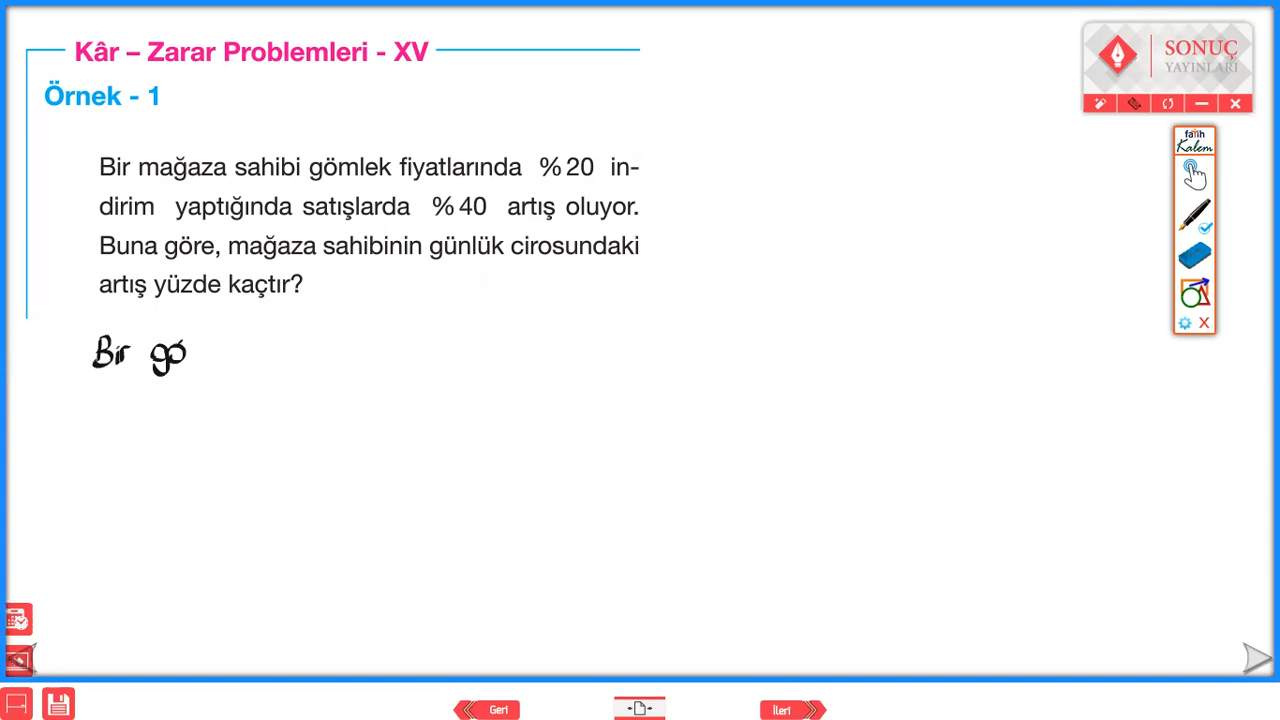 Kâr – Zarar Problemleri - XV
Örnek - 1
Bir mağaza sahibi gömlek fiyatlarında %20 in-
dirim yaptığında satışlarda %40 artış oluyor.
Buna göre, mağaza sahibinin günlük cirosundaki
artış yüzde kaçtır?
Bir gö
SONUÇ
YAYINLARI
fatih
Kalem
Geri
İleri